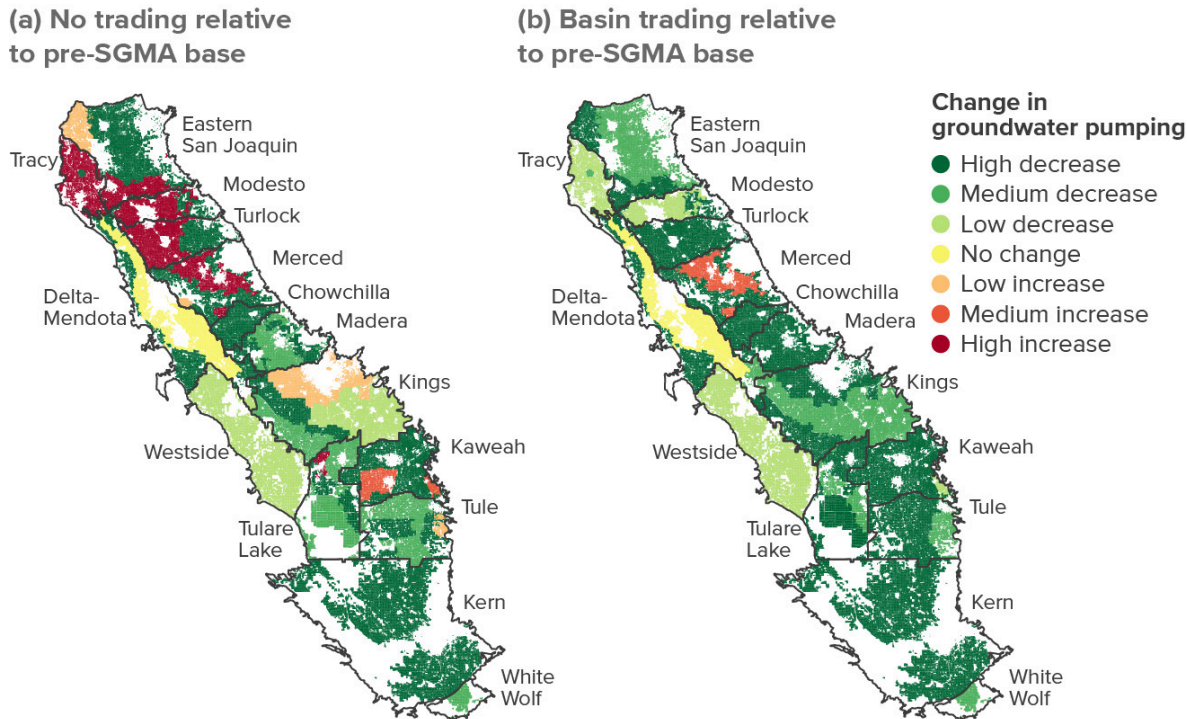 (a) No trading relative
to pre-SGMA base
(b) Basin trading relative
to pre-SGMA base
Eastern
San Joaquin
Tracy
Modesto
Turlock
Merced
Chowchilla
Delta-
Mendota
Madera
Kings
Westside
Kaweah
Tule
Tulare
Lake
Kern
White
Wolf
Eastern
San Joaquin
Tracy
Modesto
Turlock
Merced
Chowchilla
Delta-
Mendota
Madera
Kings
Westside
Kaweah
Tule
Tulare
Lake
Kern
White
Wolf
Change in
groundwater pumping
High decrease
Medium decrease
Low decrease
No change
Low increase
Medium increase
High increase